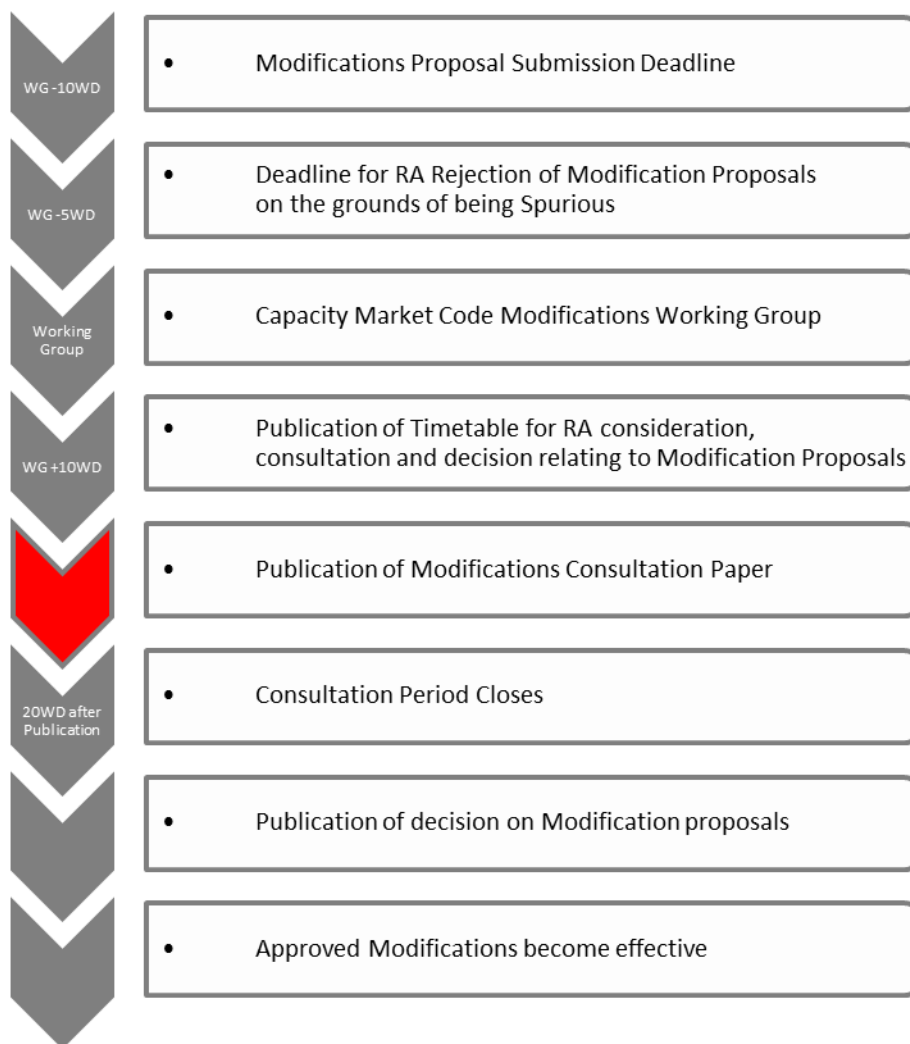 WG-10WD
• Modifications Proposal Submission Deadline
WG-5WD
• Deadline for RA Rejection of Modification Proposals
on the grounds of being Spurious
Working
Group
• Capacity Market Code Modifications Working Group
WG+10WD
• Publication of Timetable for RA consideration,
consultation and decision relating to Modification Proposals
• Publication of Modifications Consultation Paper
20WD after
Publication
• Consultation Period Closes
• Publication of decision on Modification proposals
• Approved Modifications become effective